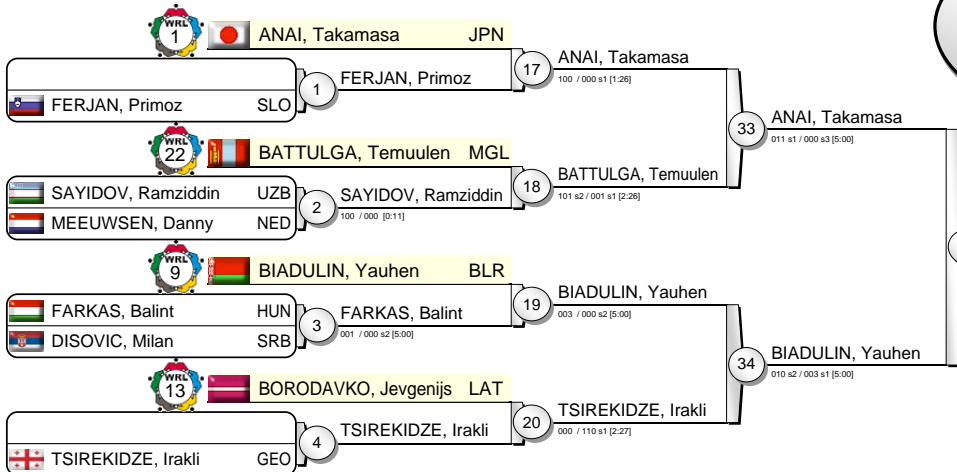 WRL
1
ANAI, Takamasa JPN
FERJAN, Primoz SLO
1
FERJAN, Primoz
17
ANAI, Takamasa
100 / 000 s1 [1:26]
WRL
22
BATTULGA, Temuulen MGL
SAYIDOV, Ramziddin UZB
MEEUWSEN, Danny NED
2
SAYIDOV, Ramziddin
100 / 000 [0:11]
18
BATTULGA, Temuulen
101 s2 / 001 s1 [2:26]
33
ANAI, Takamasa
011 s1 / 000 s3 [5:00]
WRL
9
BIADULIN, Yauhen BLR
FARKAS, Balint HUN
DISOVIC, Milan SRB
3
FARKAS, Balint
001 / 000 s2 [5:00]
19
BIADULIN, Yauhen
003 / 000 s2 [5:00]
WRL
13
BORODAVKO, Jevgenijs LAT
TSIREKIDZE, Irakli GEO
4
TSIREKIDZE, Irakli
20
TSIREKIDZE, Irakli
000 / 110 s1 [2:27]
34
BIADULIN, Yauhen
010 s2 / 003 s1 [5:00]